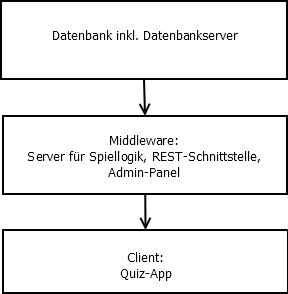 Datenbank inkl. Datenbankserver
Middleware:
Server für Spiellogik, REST-Schnittstelle,
Admin-Panel
Client:
Quiz-App